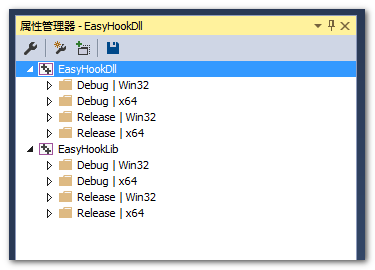 属性管理器 - EasyHookDll
EasyHookDll
Debug | Win32
Debug | x64
Release | Win32
Release | x64
EasyHookLib
Debug | Win32
Debug | x64
Release | Win32
Release | x64